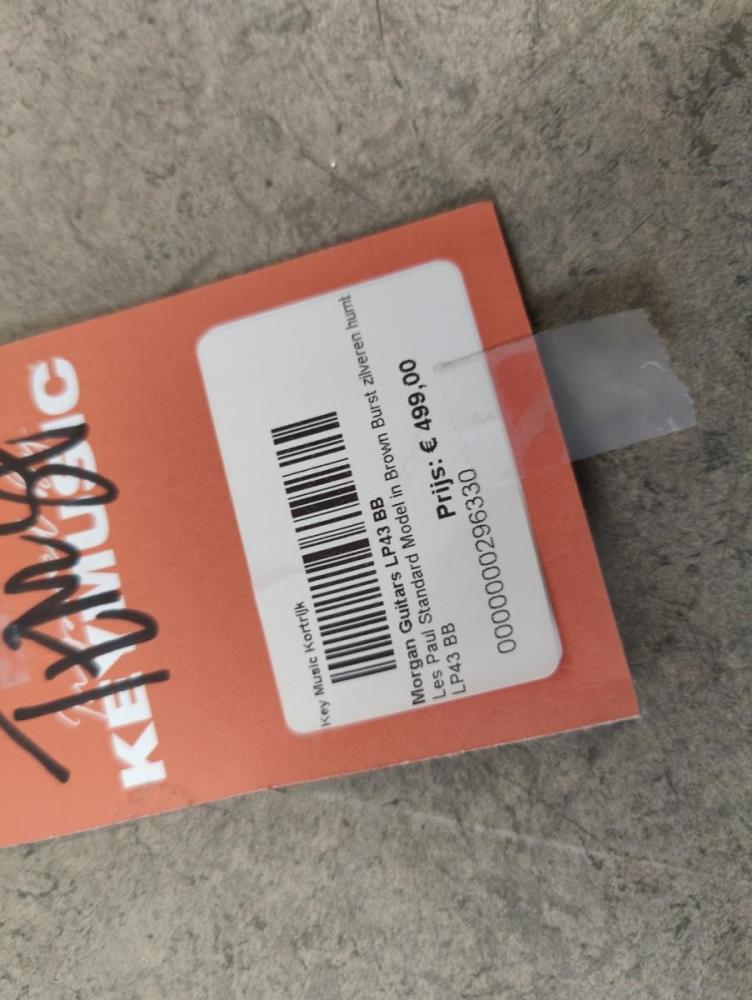 KEYMUSIC
Key Music Kortrijk
Morgan Guitars LP43 BB
Les Paul Standard Model in Brown Burst zilveren humt
LP43 BB
Prijs: € 499,00
0000000296330